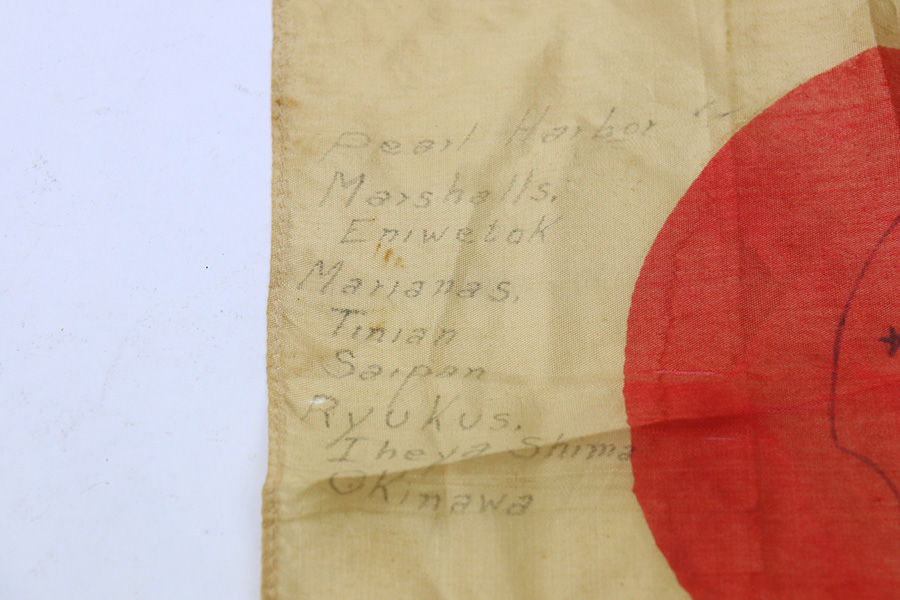 Pearl Harbor
Marshalls.
Eniwetok
Marianas.
Tinian
Saipan
Ryukus.
Iheya Shima
Okinawa